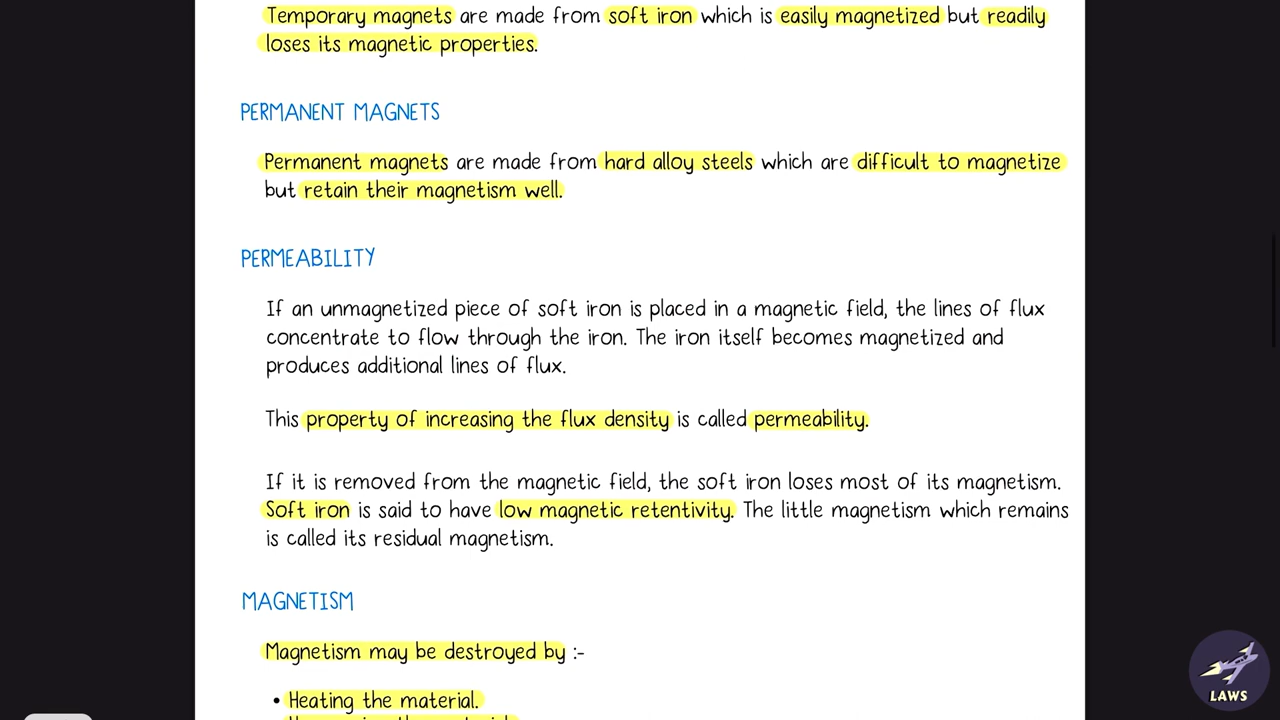 Temporary magnets are made from soft iron which is easily magnetized but readily
loses its magnetic properties.
PERMANENT MAGNETS
Permanent magnets are made from hard alloy steels which are difficult to magnetize
but retain their magnetism well.
PERMEABILITY
If an unmagnetized piece of soft iron is placed in a magnetic field, the lines of flux
concentrate to flow through the iron. The iron itself becomes magnetized and
produces additional lines of flux.
This property of increasing the flux density is called permeability.
If it is removed from the magnetic field, the soft iron loses most of its magnetism.
Soft iron is said to have low magnetic retentivity. The little magnetism which remains
is called its residual magnetism.
MAGNETISM
Magnetism may be destroyed by :-
• Heating the material.
LAWS